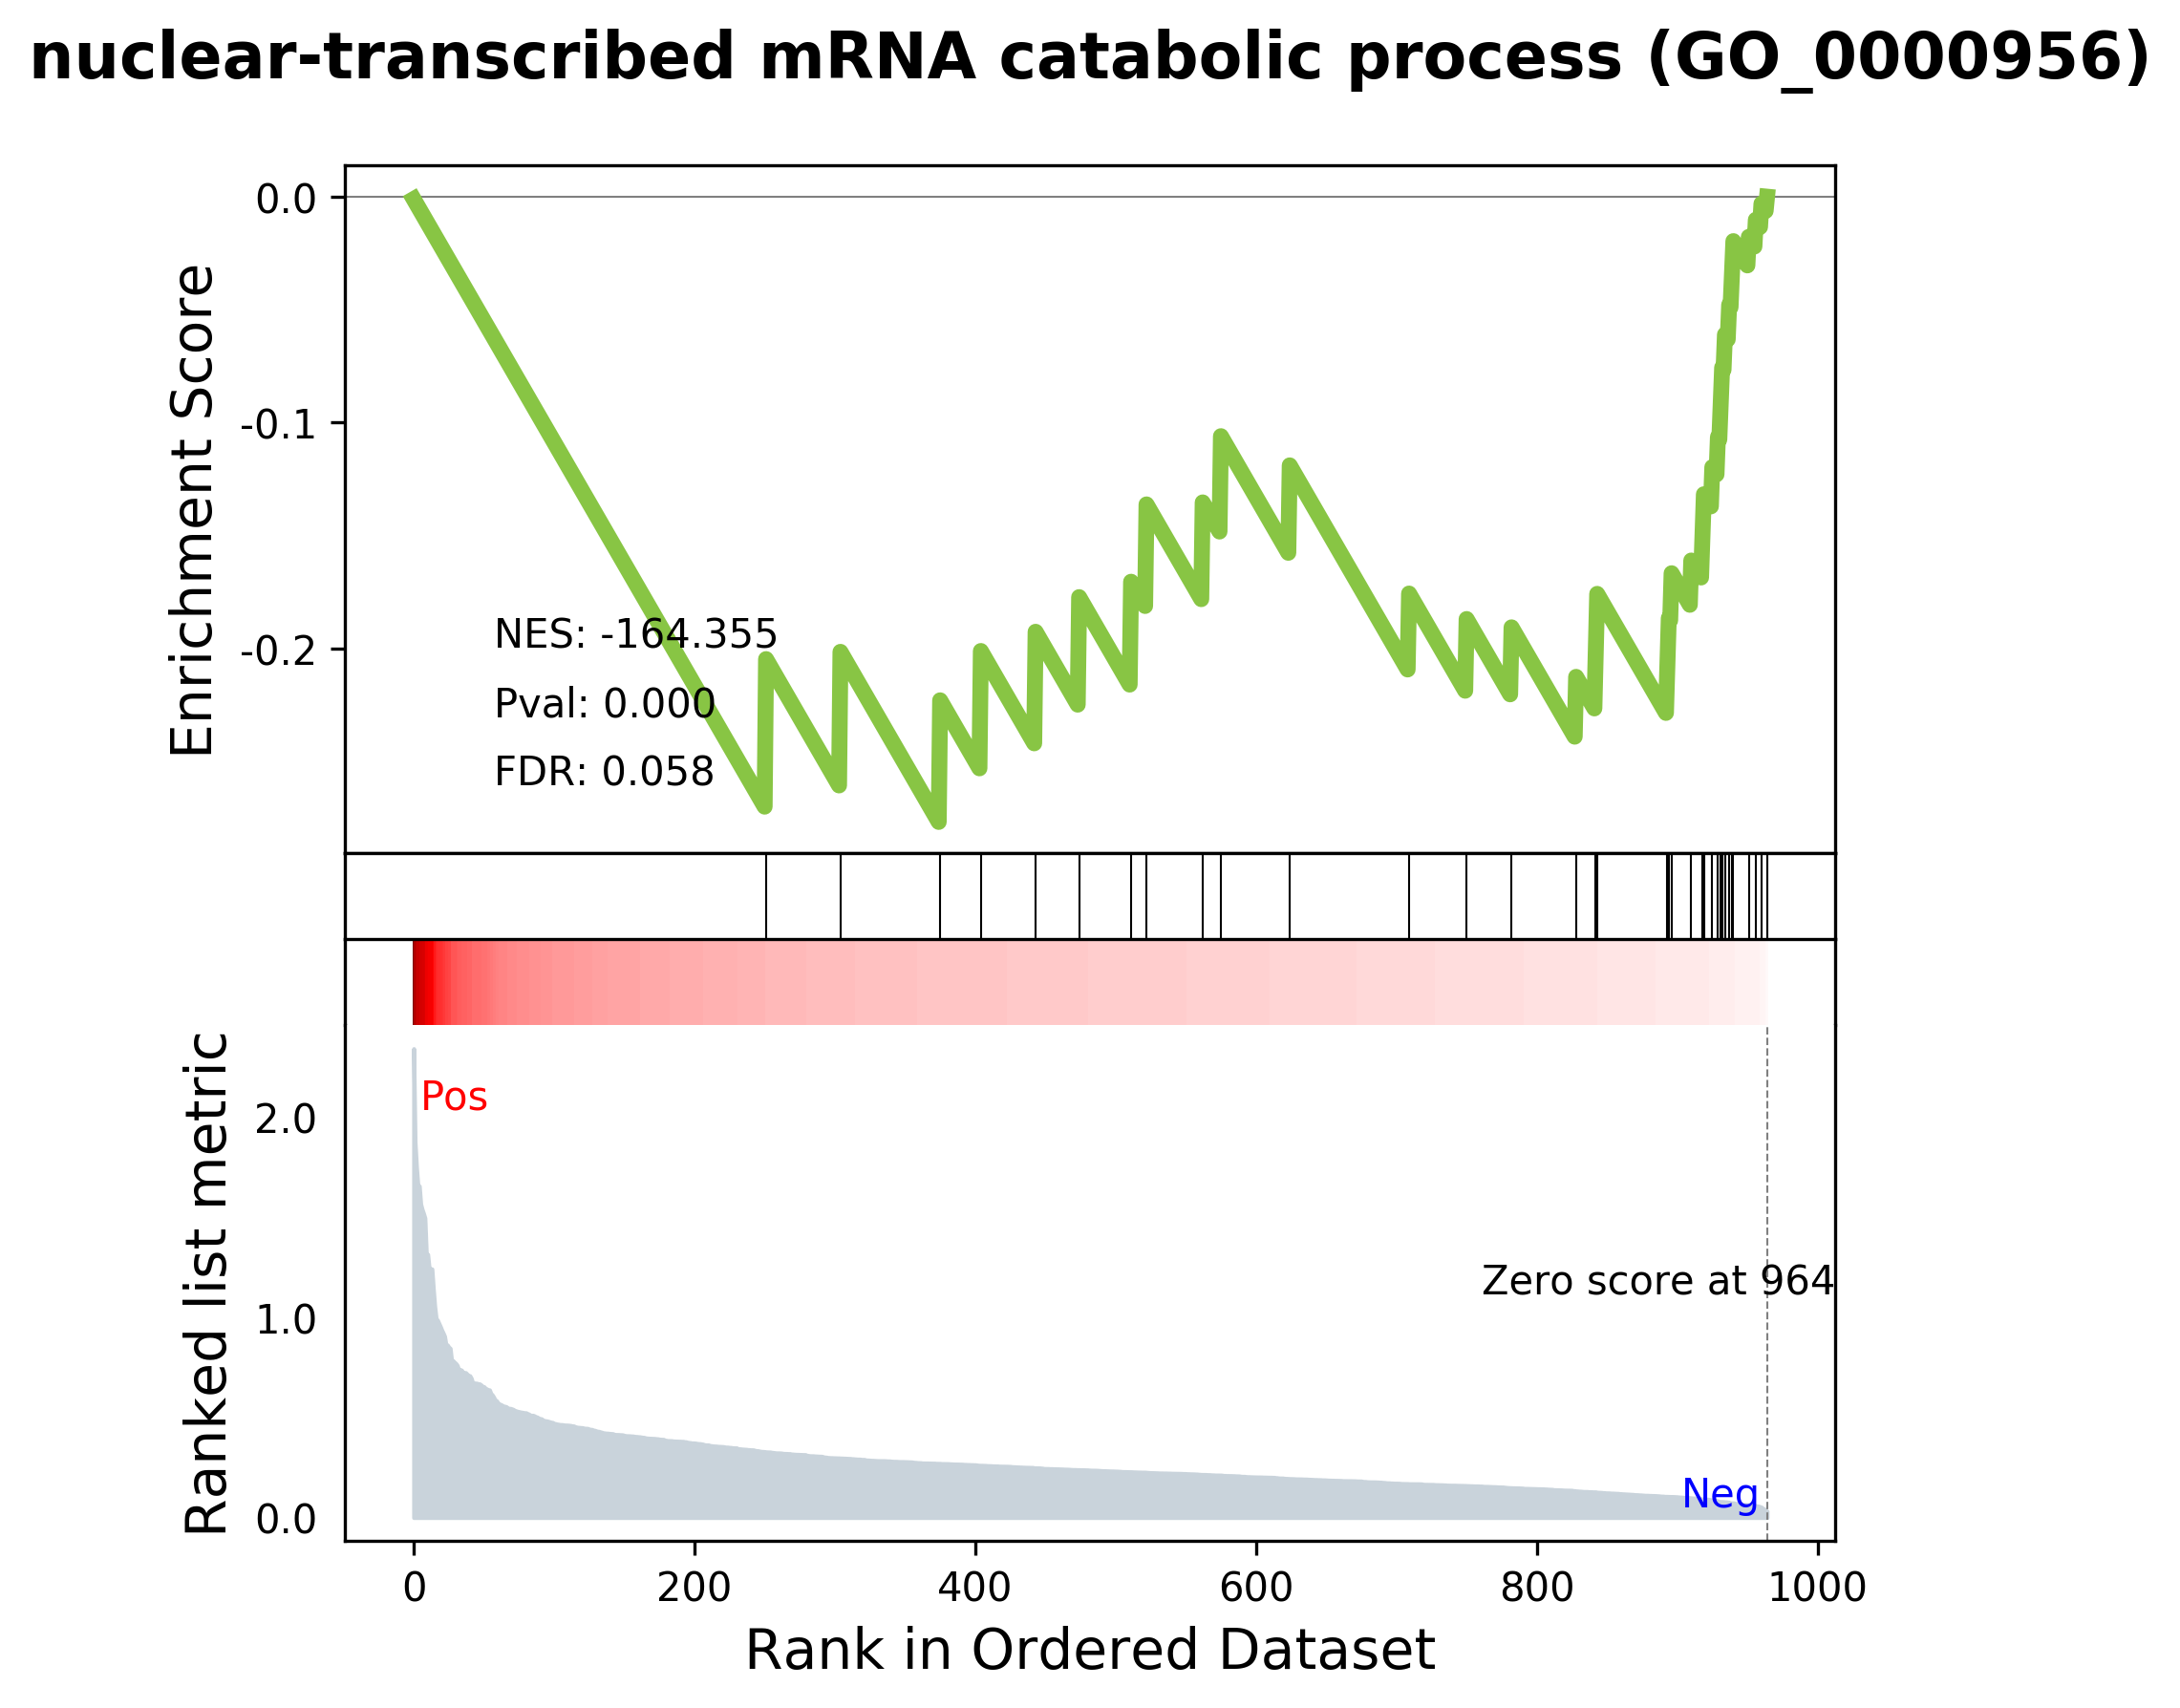 nuclear-transcribed mRNA catabolic process (GO_0000956)
Enrichment Score
0.0
-0.1
-0.2
NES: -164.355
Pval: 0.000
FDR: 0.058
Ranked list metric
2.0
1.0
0.0
Pos
Zero score at 964
Neg
0 200 400 600 800 1000
Rank in Ordered Dataset